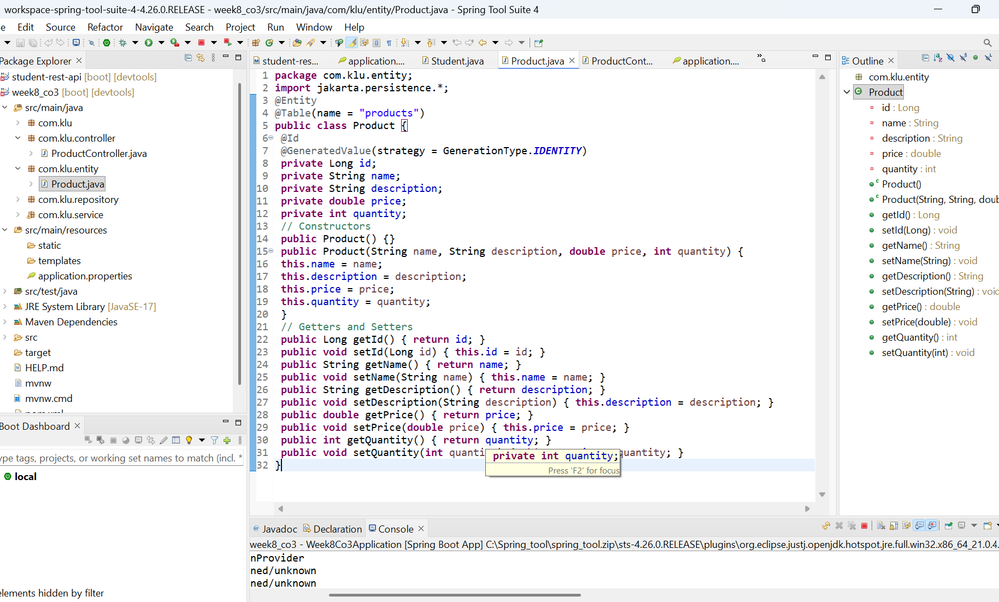 workspace-spring-tool-suite-4-4.26.0.RELEASE - week8_co3/src/main/java/com/klu/entity/Product.java - Spring Tool Suite 4
e Edit Source Refactor Navigate Search Project Run Window Help
Package Explorer
student-rest-api [boot] [devtools]
week8_co3 [boot] [devtools]
src/main/java
com.klu
com.klu.controller
ProductController.java
com.klu.entity
Product.java
com.klu.repository
com.klu.service
src/main/resources
static
templates
application.properties
src/test/java
JRE System Library [JavaSE-17]
Maven Dependencies
src
target
HELP.md
mvnw
mvnw.cmd
Boot Dashboard
ype tags, projects, or working set names to match (incl. *
local
elements hidden by filter
student-res... application.... Student.java Product.java ProductCont... application....
1 package com.klu.entity;
2 import jakarta.persistence.*;
3 @Entity
4 @Table(name = "products")
5 public class Product {
6 @Id
7 @GeneratedValue(strategy = GenerationType.IDENTITY)
8 private Long id;
9 private String name;
10 private String description;
11 private double price;
12 private int quantity;
13 // Constructors
14 public Product() {}
15 public Product(String name, String description, double price, int quantity) {
16 this.name = name;
17 this.description = description;
18 this.price = price;
19 this.quantity = quantity;
20 }
21 // Getters and Setters
22 public Long getId() { return id; }
23 public void setId(Long id) { this.id = id; }
24 public String getName() { return name; }
25 public void setName(String name) { this.name = name; }
26 public String getDescription() { return description; }
27 public void setDescription(String description) { this.description = description; }
28 public double getPrice() { return price; }
29 public void setPrice(double price) { this.price = price; }
30 public int getQuantity() { return quantity; }
31 public void setQuantity(int quanti quantity; }
32 }
private int quantity;
Press 'F2' for focus
Outline
com.klu.entity
Product
id : Long
name : String
description : String
price : double
quantity : int
Product()
Product(String, String, doub
getId() : Long
setId(Long) : void
getName() : String
setName(String) : void
getDescription() : String
setDescription(String) : void
getPrice() : double
setPrice(double) : void
getQuantity() : int
setQuantity(int) : void
@ Javadoc Declaration Console
week8_co3 - Week8Co3Application [Spring Boot App] C:\Spring_tool\spring_tool.zip\sts-4.26.0.RELEASE\plugins\org.eclipse.justj.openjdk.hotspot.jre.full.win32.x86_64_21.0.4.
nProvider
ned/unknown
ned/unknown